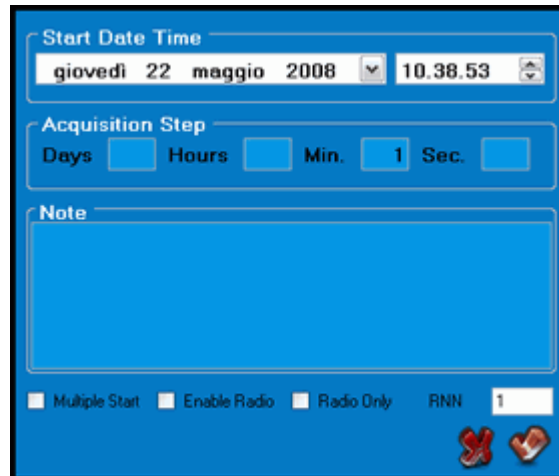 Start Date Time
giovedì 22 maggio 2008 10.38.53
Acquisition Step
Days Hours Min. 1 Sec.
Note
Multiple Start Enable Radio Radio Only RNN 1